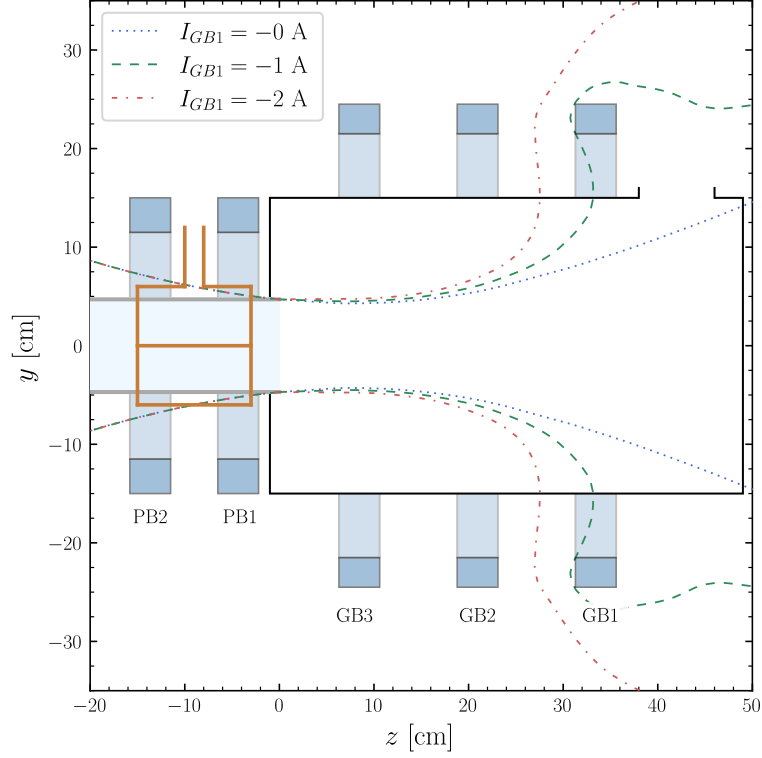 I_{GB1} = −0 A
I_{GB1} = −1 A
I_{GB1} = −2 A
30
20
10
0
−10
−20
−30
y [cm]
PB2 PB1
GB3 GB2 GB1
−20 −10 0 10 20 30 40 50
z [cm]